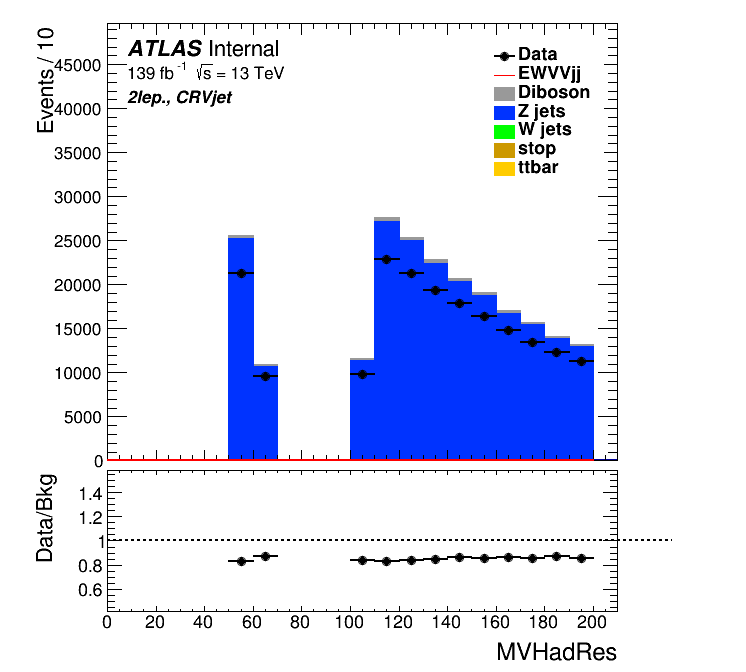 Events / 10
45000
40000
35000
30000
25000
20000
15000
10000
5000
0
ATLAS Internal
139 fb⁻¹ √s = 13 TeV
2lep., CRVjet
Data
EWVVjj
Diboson
Z jets
W jets
stop
ttbar
Data/Bkg
1.4
1.2
1
0.8
0.6
0 20 40 60 80 100 120 140 160 180 200
MVHadRes